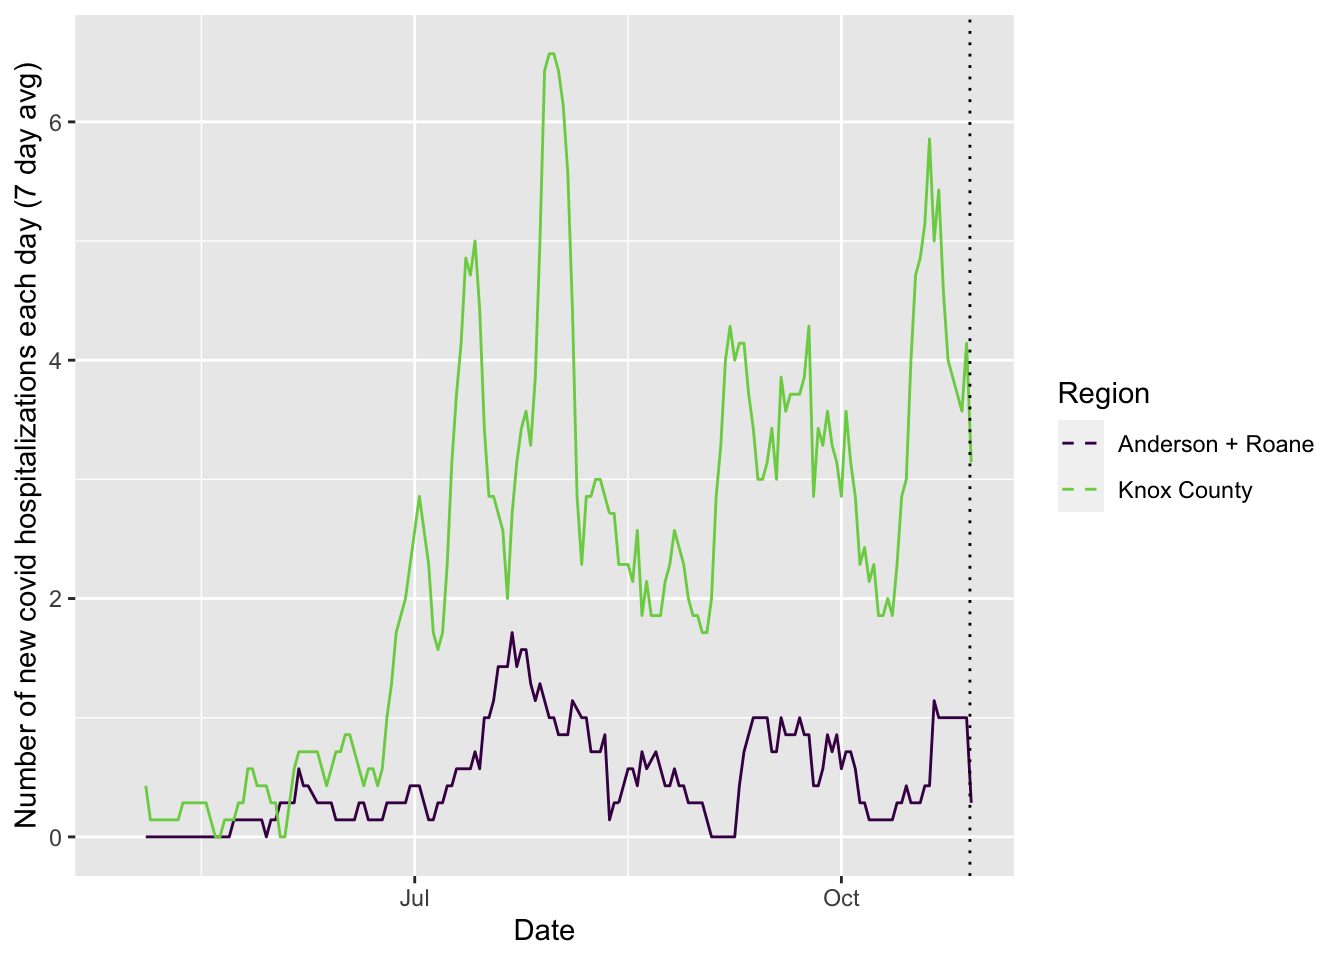 Number of new covid hospitalizations each day (7 day avg)
6
4
2
0
Jul
Oct
Date
Region
Anderson + Roane
Knox County